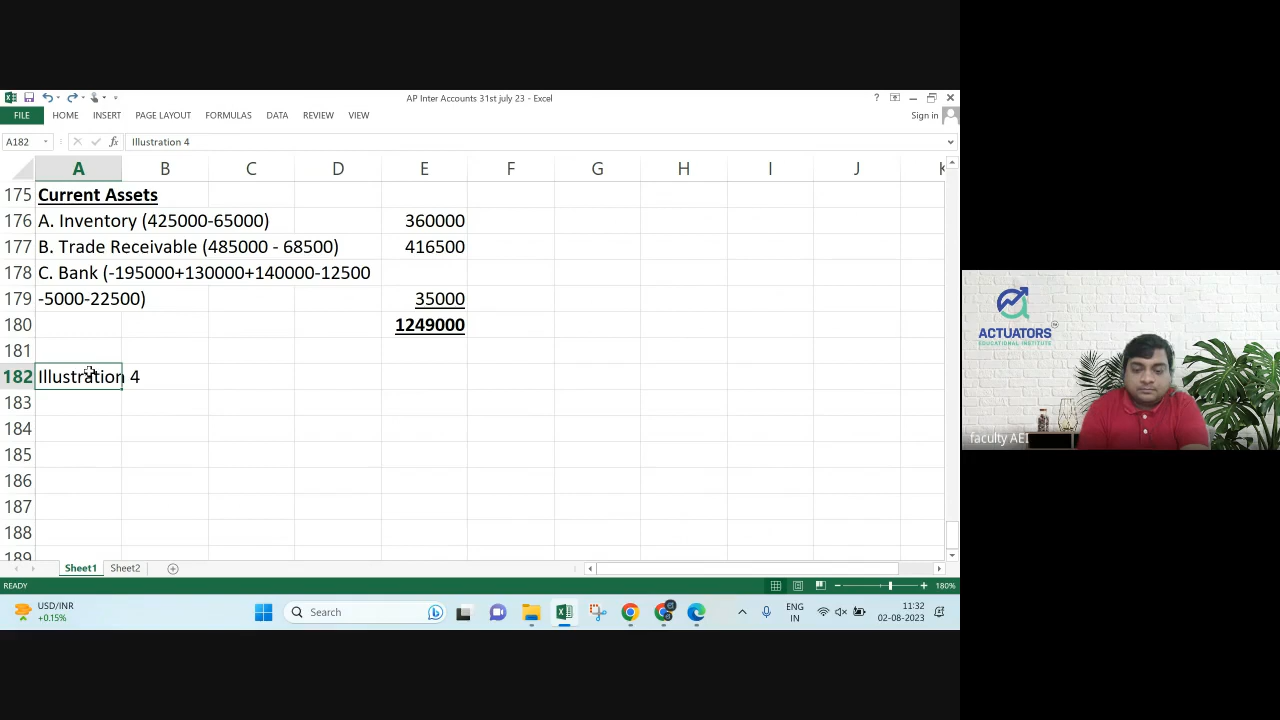 AP Inter Accounts 31st july 23 - Excel
FILE HOME INSERT PAGE LAYOUT FORMULAS DATA REVIEW VIEW Sign in
A182 fx Illustration 4
A B C D E F G H I J K
175 Current Assets
176 A. Inventory (425000-65000) 360000
177 B. Trade Receivable (485000 - 68500) 416500
178 C. Bank (-195000+130000+140000-12500
179 -5000-22500) 35000
180 1249000
181
182 Illustration 4
183
184
185
186
187
188
189
Sheet1 Sheet2
READY 180%
USD/INR
+0.15%
Search
ENG
IN
11:32
02-08-2023
ACTUATORS
EDUCATIONAL INSTITUTE
faculty AEI